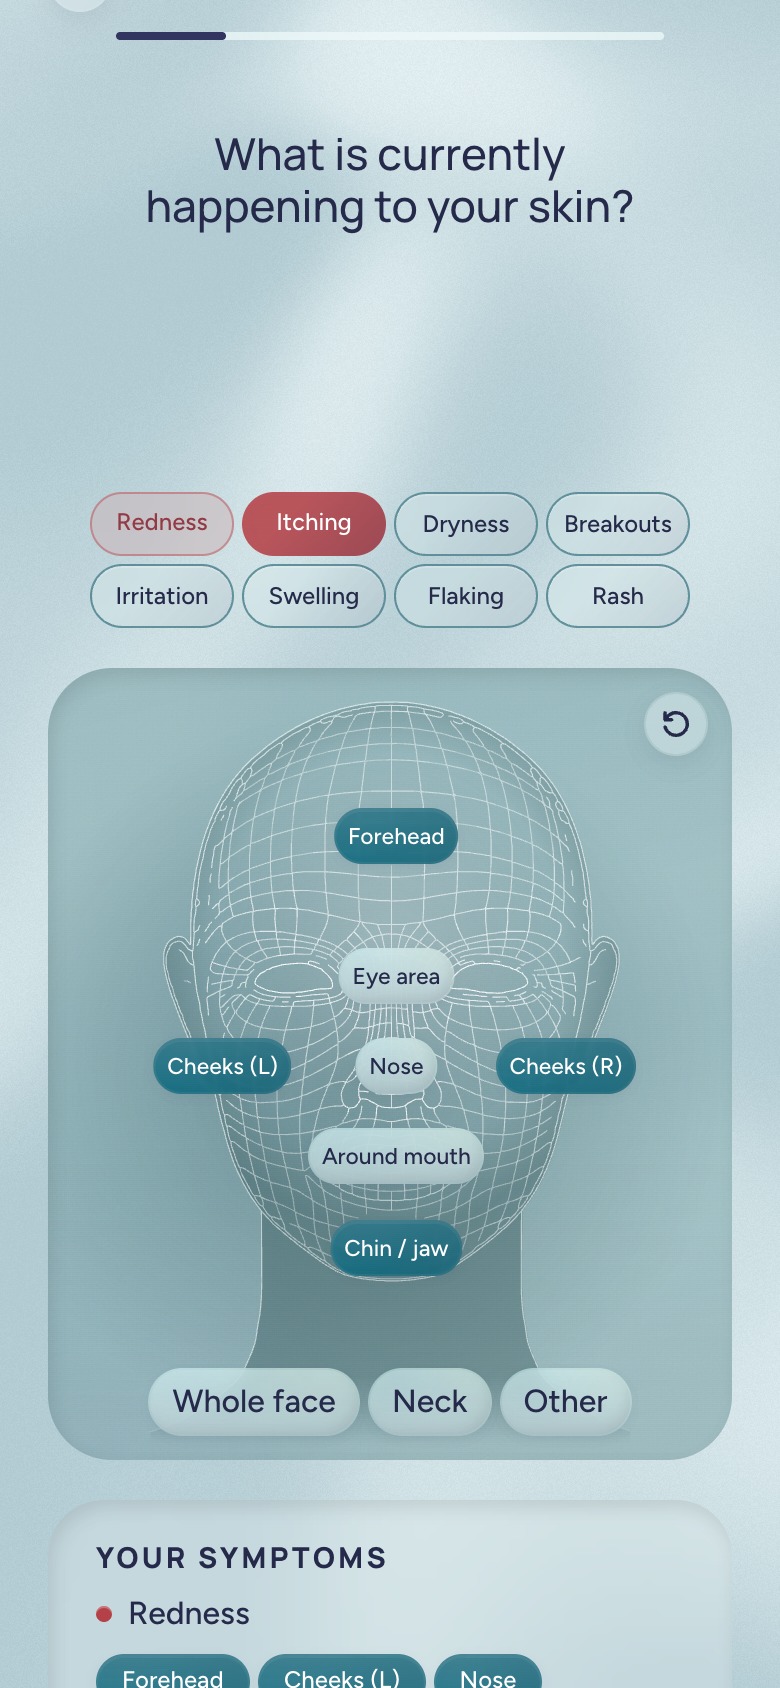 What is currently
happening to your skin?
Redness Itching Dryness Breakouts
Irritation Swelling Flaking Rash
Forehead
Eye area
Cheeks (L) Nose Cheeks (R)
Around mouth
Chin / jaw
Whole face Neck Other
YOUR SYMPTOMS
Redness
Forehead Cheeks (L) Nose